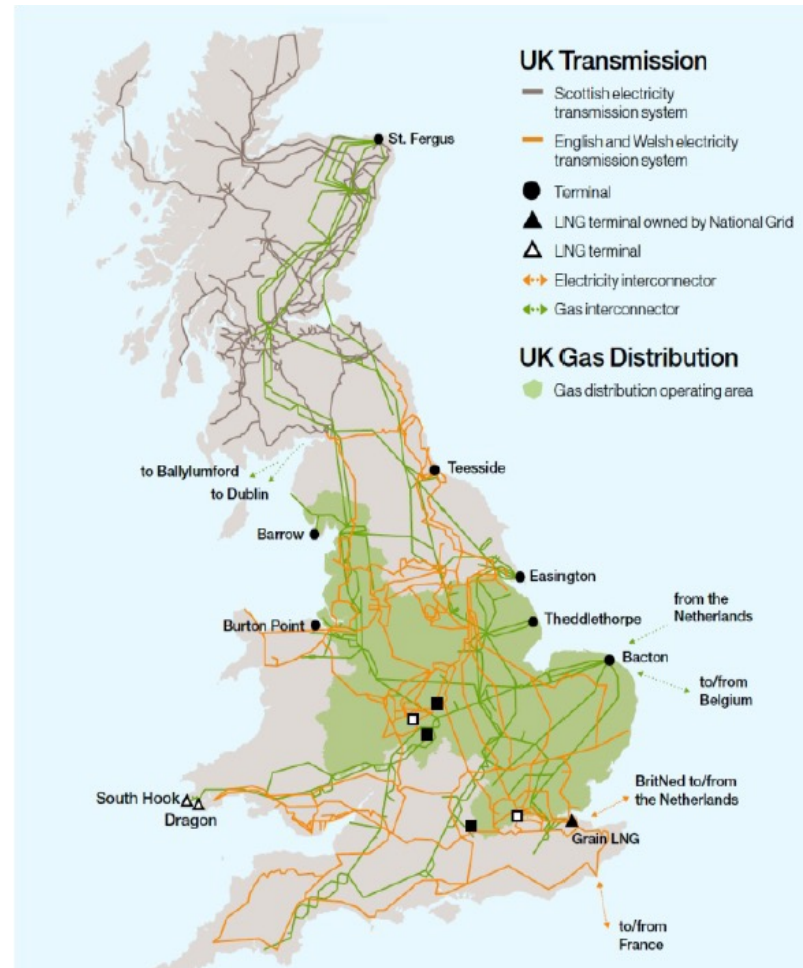 UK Transmission
Scottish electricity
transmission system
English and Welsh electricity
transmission system
Terminal
LNG terminal owned by National Grid
LNG terminal
Electricity interconnector
Gas interconnector
UK Gas Distribution
Gas distribution operating area
St. Fergus
to Ballylumford
to Dublin
Teesside
Barrow
Easington
Burton Point
Theddlethorpe
from the
Netherlands
Bacton
to/from
Belgium
South Hook
Dragon
BritNed to/from
the Netherlands
Grain LNG
to/from
France